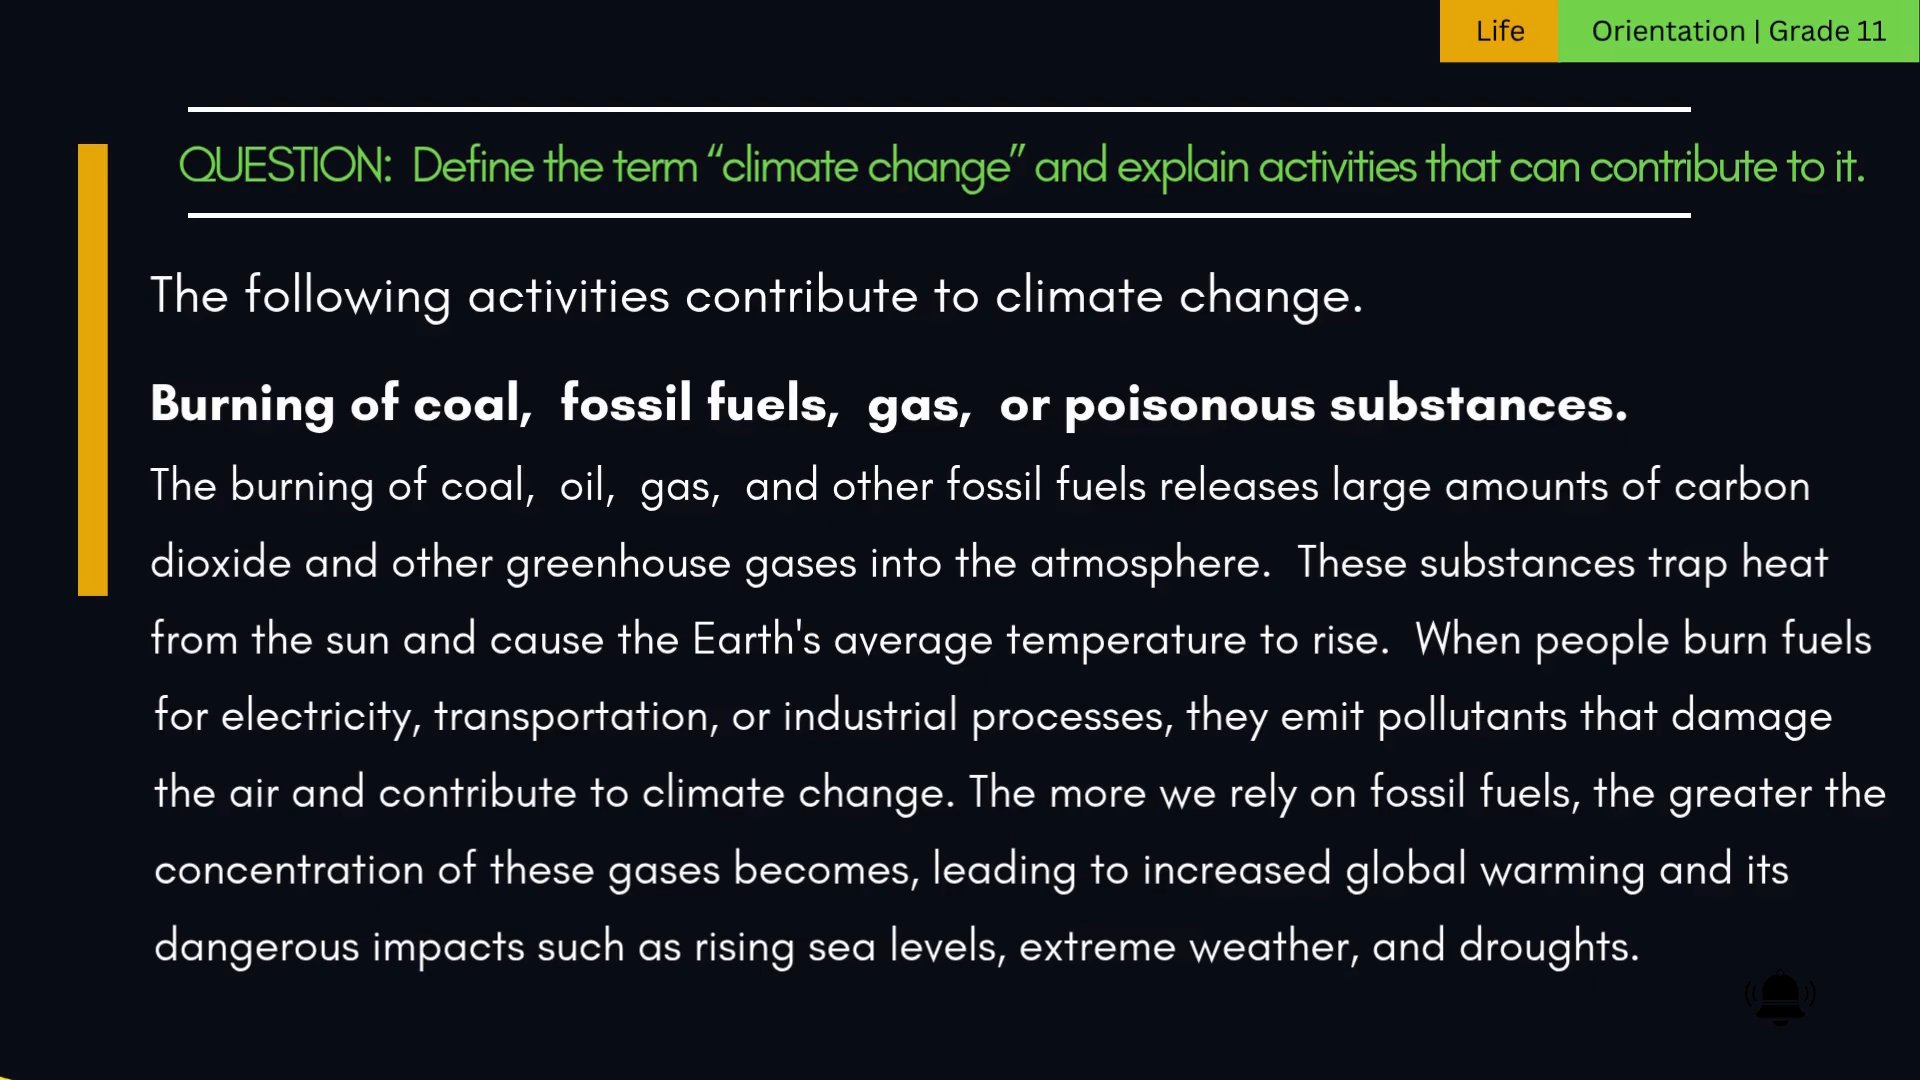 Life Orientation | Grade 11
QUESTION: Define the term “climate change” and explain activities that can contribute to it.
The following activities contribute to climate change.
Burning of coal, fossil fuels, gas, or poisonous substances.
The burning of coal, oil, gas, and other fossil fuels releases large amounts of carbon
dioxide and other greenhouse gases into the atmosphere. These substances trap heat
from the sun and cause the Earth's average temperature to rise. When people burn fuels
for electricity, transportation, or industrial processes, they emit pollutants that damage
the air and contribute to climate change. The more we rely on fossil fuels, the greater the
concentration of these gases becomes, leading to increased global warming and its
dangerous impacts such as rising sea levels, extreme weather, and droughts.